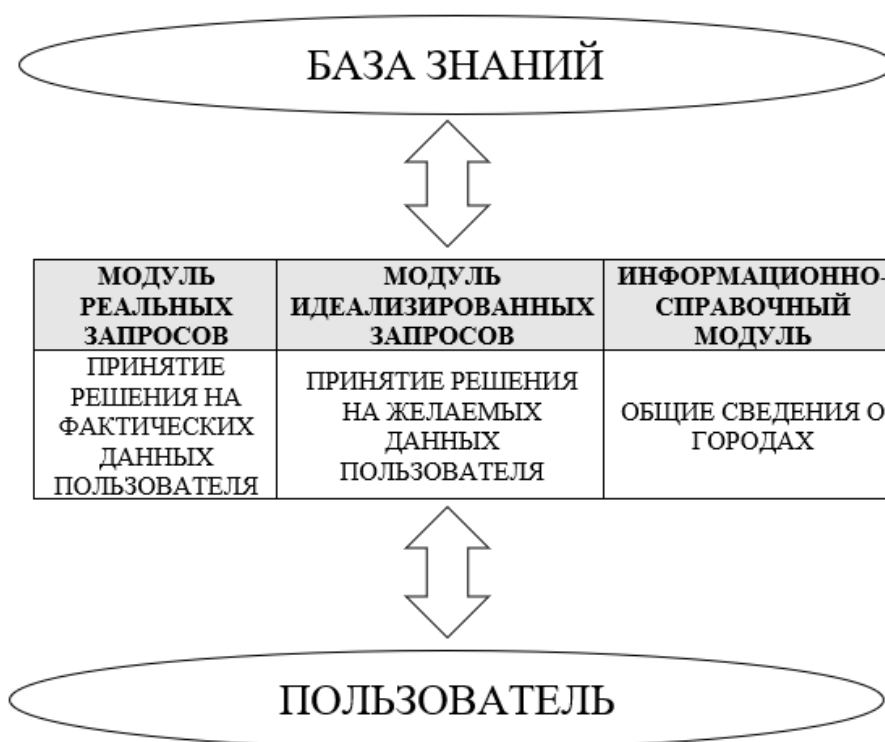 БАЗА ЗНАНИЙ
МОДУЛЬ
РЕАЛЬНЫХ
ЗАПРОСОВ
МОДУЛЬ
ИДЕАЛИЗИРОВАННЫХ
ЗАПРОСОВ
ИНФОРМАЦИОННО-
СПРАВОЧНЫЙ
МОДУЛЬ
ПРИНЯТИЕ
РЕШЕНИЯ НА
ФАКТИЧЕСКИХ
ДАННЫХ
ПОЛЬЗОВАТЕЛЯ
ПРИНЯТИЕ РЕШЕНИЯ
НА ЖЕЛАЕМЫХ
ДАННЫХ
ПОЛЬЗОВАТЕЛЯ
ОБЩИЕ СВЕДЕНИЯ О
ГОРОДАХ
ПОЛЬЗОВАТЕЛЬ